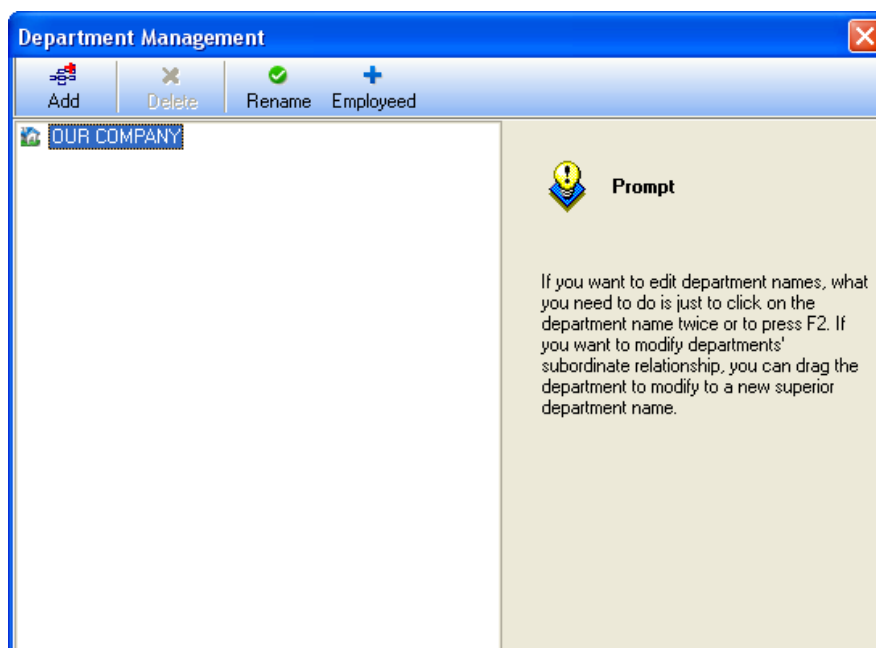 Department Management
Add Delete Rename Employeed
OUR COMPANY
Prompt
If you want to edit department names, what
you need to do is just to click on the
department name twice or to press F2. If
you want to modify departments'
subordinate relationship, you can drag the
department to modify to a new superior
department name.